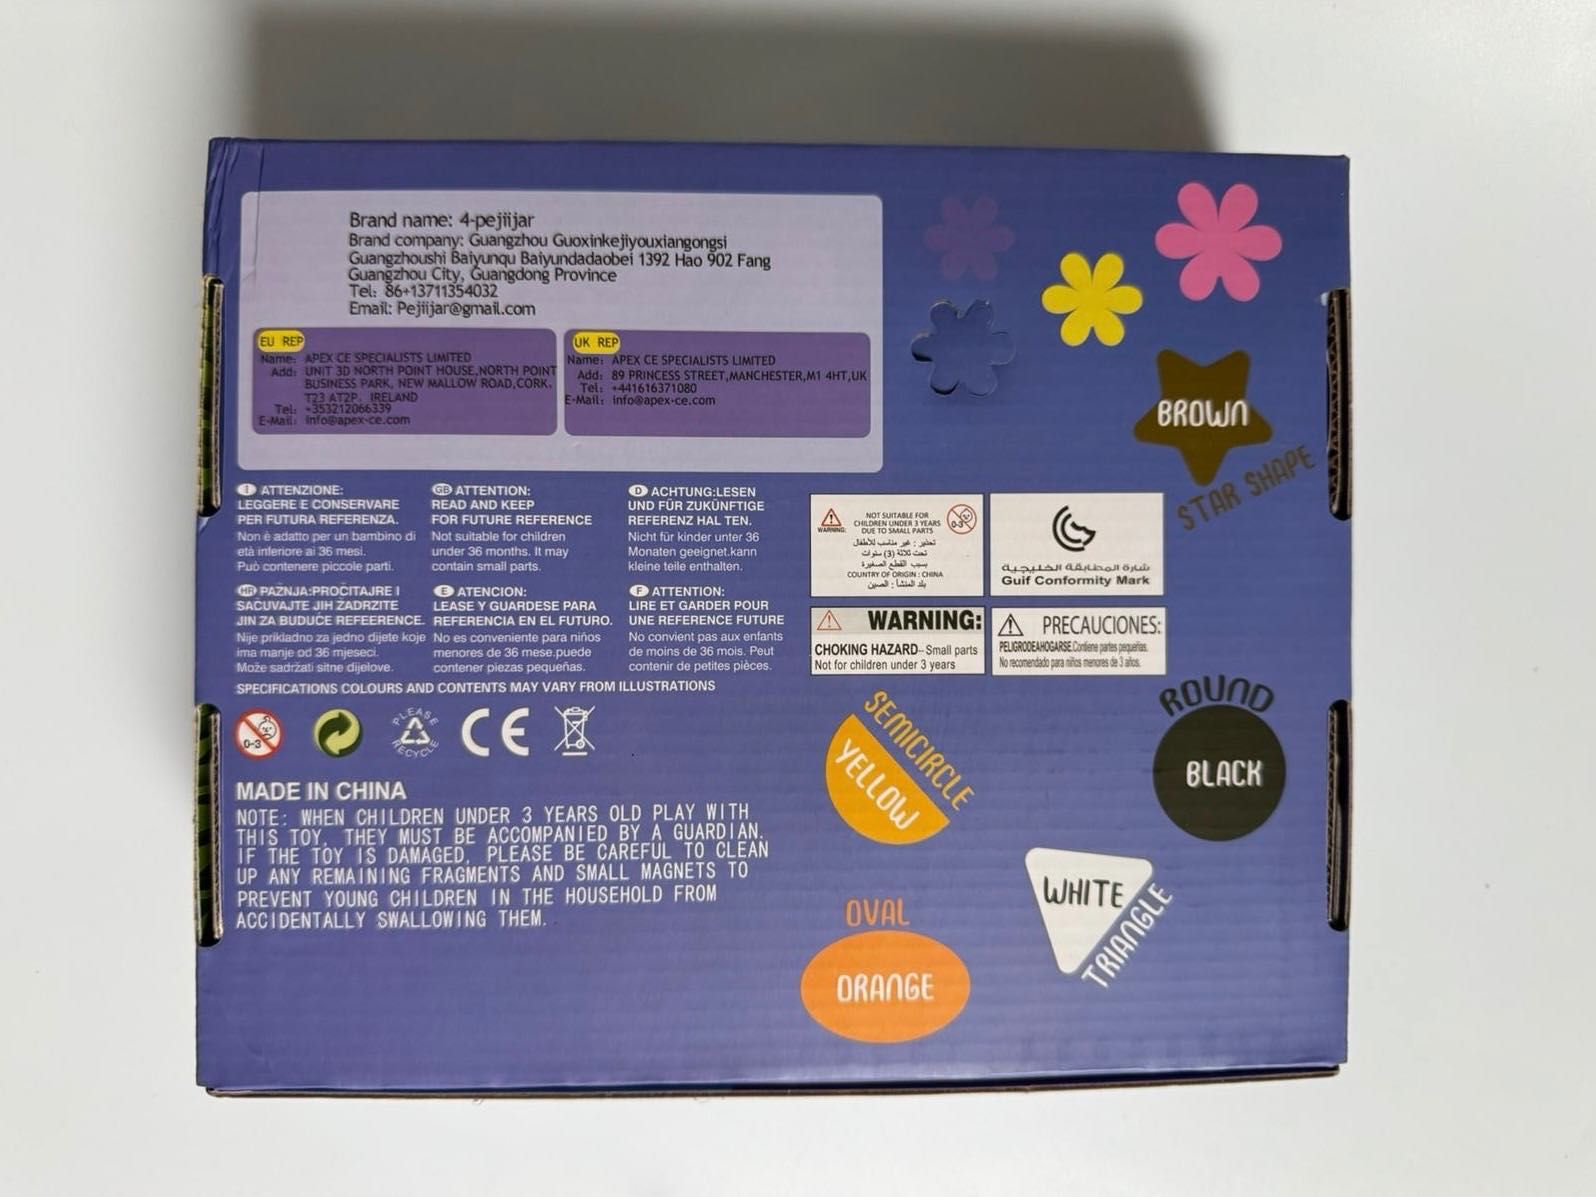 Brand name: 4-pejiijar
Brand company: Guangzhou Guoxinkejiyouxiangongsi
Guangzhoushi Baiyunqu Baiyundadaobei 1392 Hao 902 Fang
Guangzhou City, Guangdong Province
Tel: 86+13711354032
Email: Pejiijar@gmail.com
EU REP
Name: APEX CE SPECIALISTS LIMITED
Add: UNIT 3D NORTH POINT HOUSE,NORTH POINT
BUSINESS PARK, NEW MALLOW ROAD,CORK.
T23 AT2P, IRELAND
Tel: +353212066339
E-Mail: Info@apex-ce.com
UK REP
Name: APEX CE SPECIALISTS LIMITED
Add: 89 PRINCESS STREET,MANCHESTER,M1 4HT,UK
Tel: +441616371080
E-Mail: info@apex-ce.com
BROWN
STAR SHAPE
I ATTENZIONE:
LEGGERE E CONSERVARE
PER FUTURA REFERENZA.
Non è adatto per un bambino di
età inferiore ai 36 mesi.
Può contenere piccole parti.
GB ATTENTION:
READ AND KEEP
FOR FUTURE REFERENCE
Not suitable for children
under 36 months. It may
contain small parts.
D ACHTUNG:LESEN
UND FÜR ZUKÜNFTIGE
REFERENZ HAL TEN.
Nicht für kinder unter 36
Monaten geeignet.kann
kleine teile enthalten.
HR PAŽNJA:PROČITAJRE I
SACUVAJTE JIH ŽADRZITE
JIN ZA BUDUĆE REFEERENCE.
Nije prikladno za jedno dijete koje
ima manje od 36 mjeseci.
Može sadržati sitne dijelove.
E ATENCION:
LEASE Y GUARDESE PARA
REFERENCIA EN EL FUTURO.
No es conveniente para niños
menores de 36 mese.puede
contener piezas pequeñas.
F ATTENTION:
LIRE ET GARDER POUR
UNE REFERENCE FUTURE
No convient pas aux enfants
de moins de 36 mois. Peut
contenir de petites pièces.
SPECIFICATIONS COLOURS AND CONTENTS MAY VARY FROM ILLUSTRATIONS
WARNING:
NOT SUITABLE FOR
CHILDREN UNDER 3 YEARS
DUE TO SMALL PARTS
0-3
تحذير : غير مناسب للأطفال
تحت ثلاثة (3) سنوات
بسبب القطع الصغيرة
COUNTRY OF ORIGIN : CHINA
بلد المنشأ : الصين
شارة المطابقة الخليجية
Gulf Conformity Mark
WARNING:
CHOKING HAZARD–Small parts
Not for children under 3 years
PRECAUCIONES:
PELIGRODEAHOGARSE.Contiene partes pequeñas.
No recomendado para niños menores de 3 años.
0-3
PLEASE
RECYCLE
CE
MADE IN CHINA
NOTE: WHEN CHILDREN UNDER 3 YEARS OLD PLAY WITH
THIS TOY, THEY MUST BE ACCOMPANIED BY A GUARDIAN.
IF THE TOY IS DAMAGED, PLEASE BE CAREFUL TO CLEAN
UP ANY REMAINING FRAGMENTS AND SMALL MAGNETS TO
PREVENT YOUNG CHILDREN IN THE HOUSEHOLD FROM
ACCIDENTALLY SWALLOWING THEM.
SEMICIRCLE
YELLOW
ROUND
BLACK
WHITE
TRIANGLE
OVAL
ORANGE